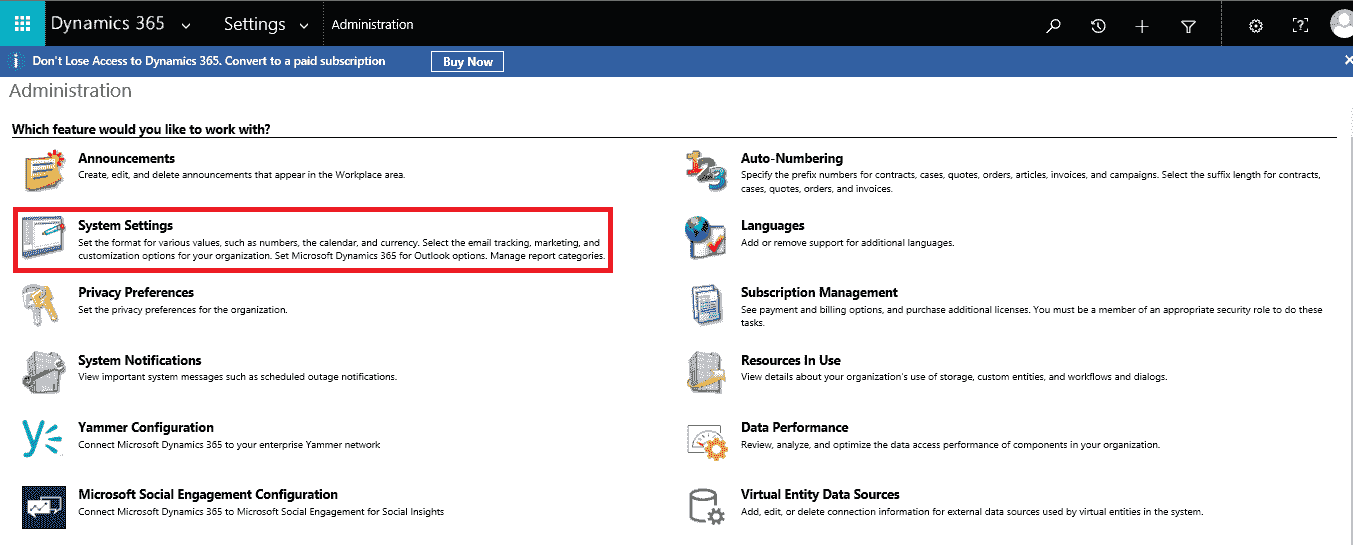 Dynamics 365 Settings Administration
Don't Lose Access to Dynamics 365. Convert to a paid subscription Buy Now
Administration
Which feature would you like to work with?
Announcements
Create, edit, and delete announcements that appear in the Workplace area.
Auto-Numbering
Specify the prefix numbers for contracts, cases, quotes, orders, articles, invoices, and campaigns. Select the suffix length for contracts,
cases, quotes, orders, and invoices.
System Settings
Set the format for various values, such as numbers, the calendar, and currency. Select the email tracking, marketing, and
customization options for your organization. Set Microsoft Dynamics 365 for Outlook options. Manage report categories.
Languages
Add or remove support for additional languages.
Privacy Preferences
Set the privacy preferences for the organization.
Subscription Management
See payment and billing options, and purchase additional licenses. You must be a member of an appropriate security role to do these
tasks.
System Notifications
View important system messages such as scheduled outage notifications.
Resources In Use
View details about your organization's use of storage, custom entities, and workflows and dialogs.
Yammer Configuration
Connect Microsoft Dynamics 365 to your enterprise Yammer network
Data Performance
Review, analyze, and optimize the data access performance of components in your organization.
Microsoft Social Engagement Configuration
Connect Microsoft Dynamics 365 to Microsoft Social Engagement for Social Insights
Virtual Entity Data Sources
Add, edit, or delete connection information for external data sources used by virtual entities in the system.